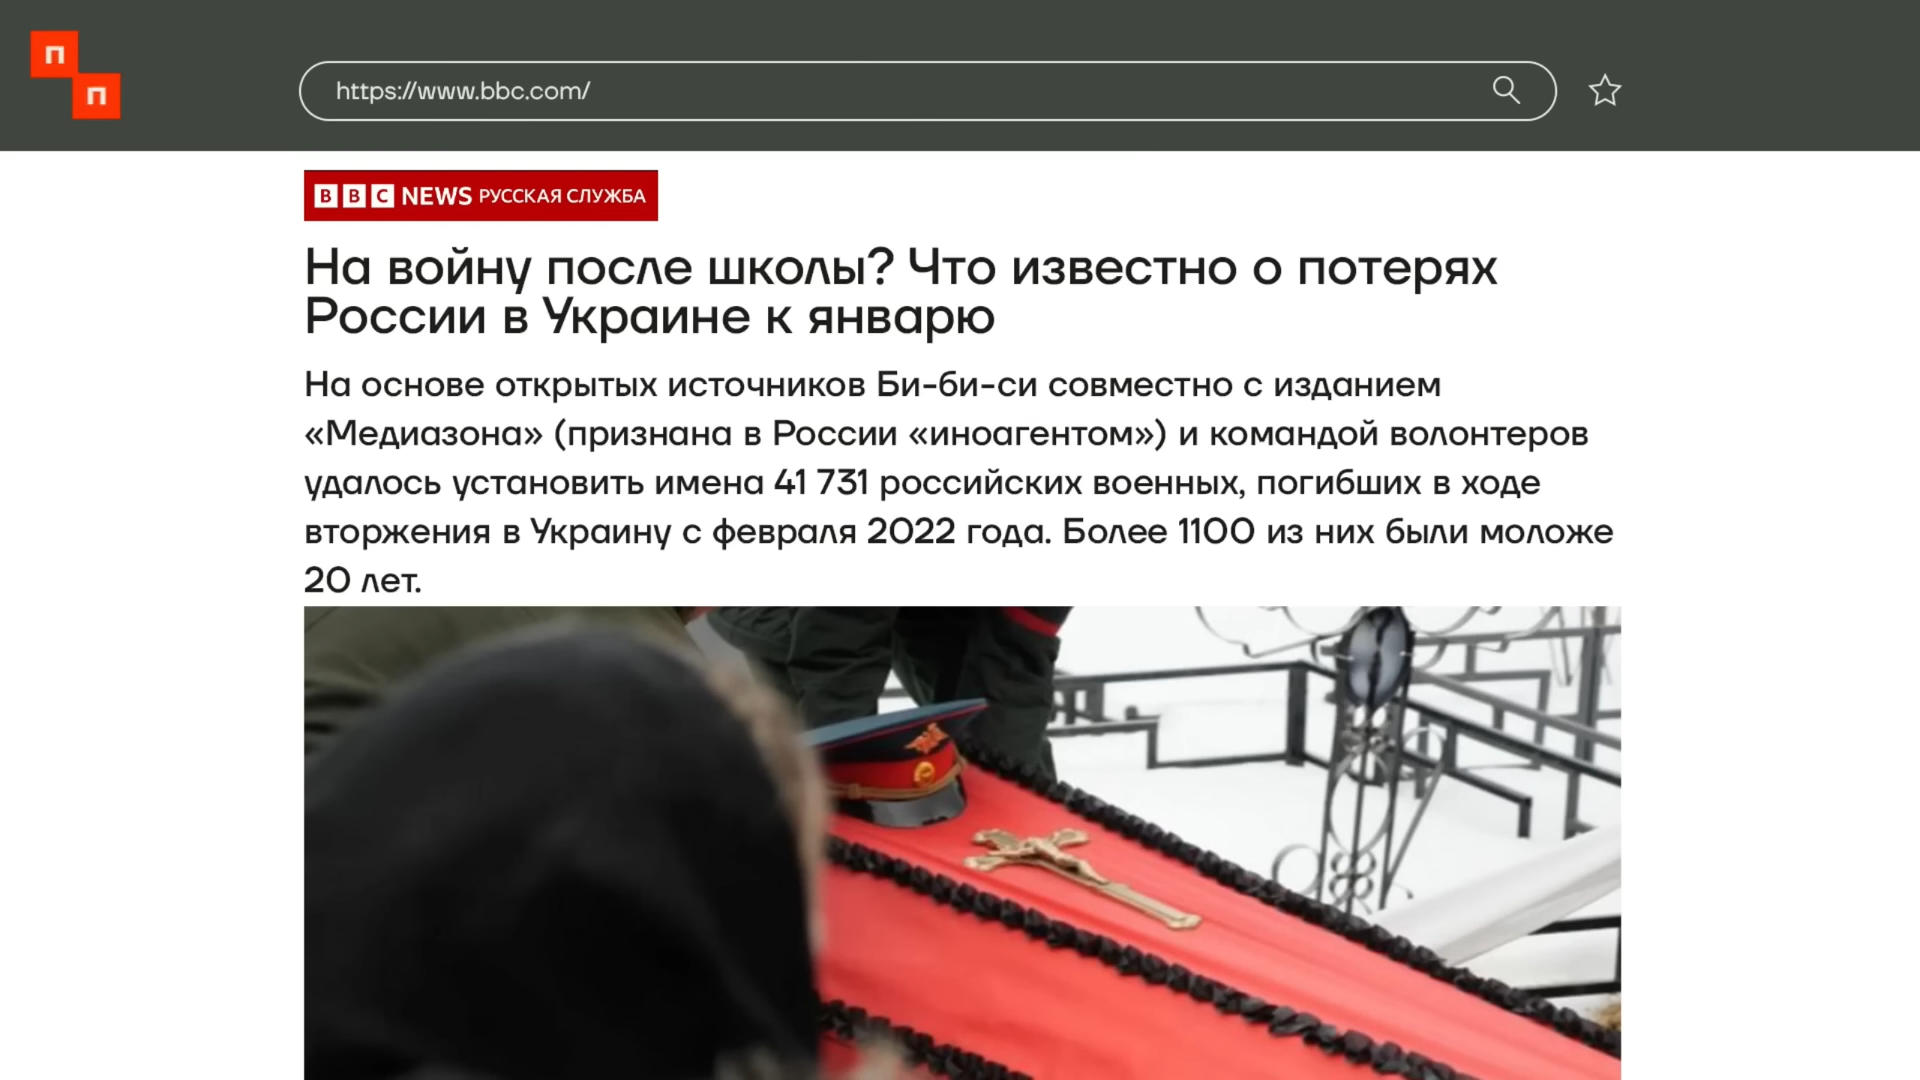 П
П
https://www.bbc.com/
BBC NEWS РУССКАЯ СЛУЖБА
На войну после школы? Что известно о потерях
России в Украине к январю
На основе открытых источников Би-би-си совместно с изданием
«Медиазона» (признана в России «иноагентом») и командой волонтеров
удалось установить имена 41 731 российских военных, погибших в ходе
вторжения в Украину с февраля 2022 года. Более 1100 из них были моложе
20 лет.